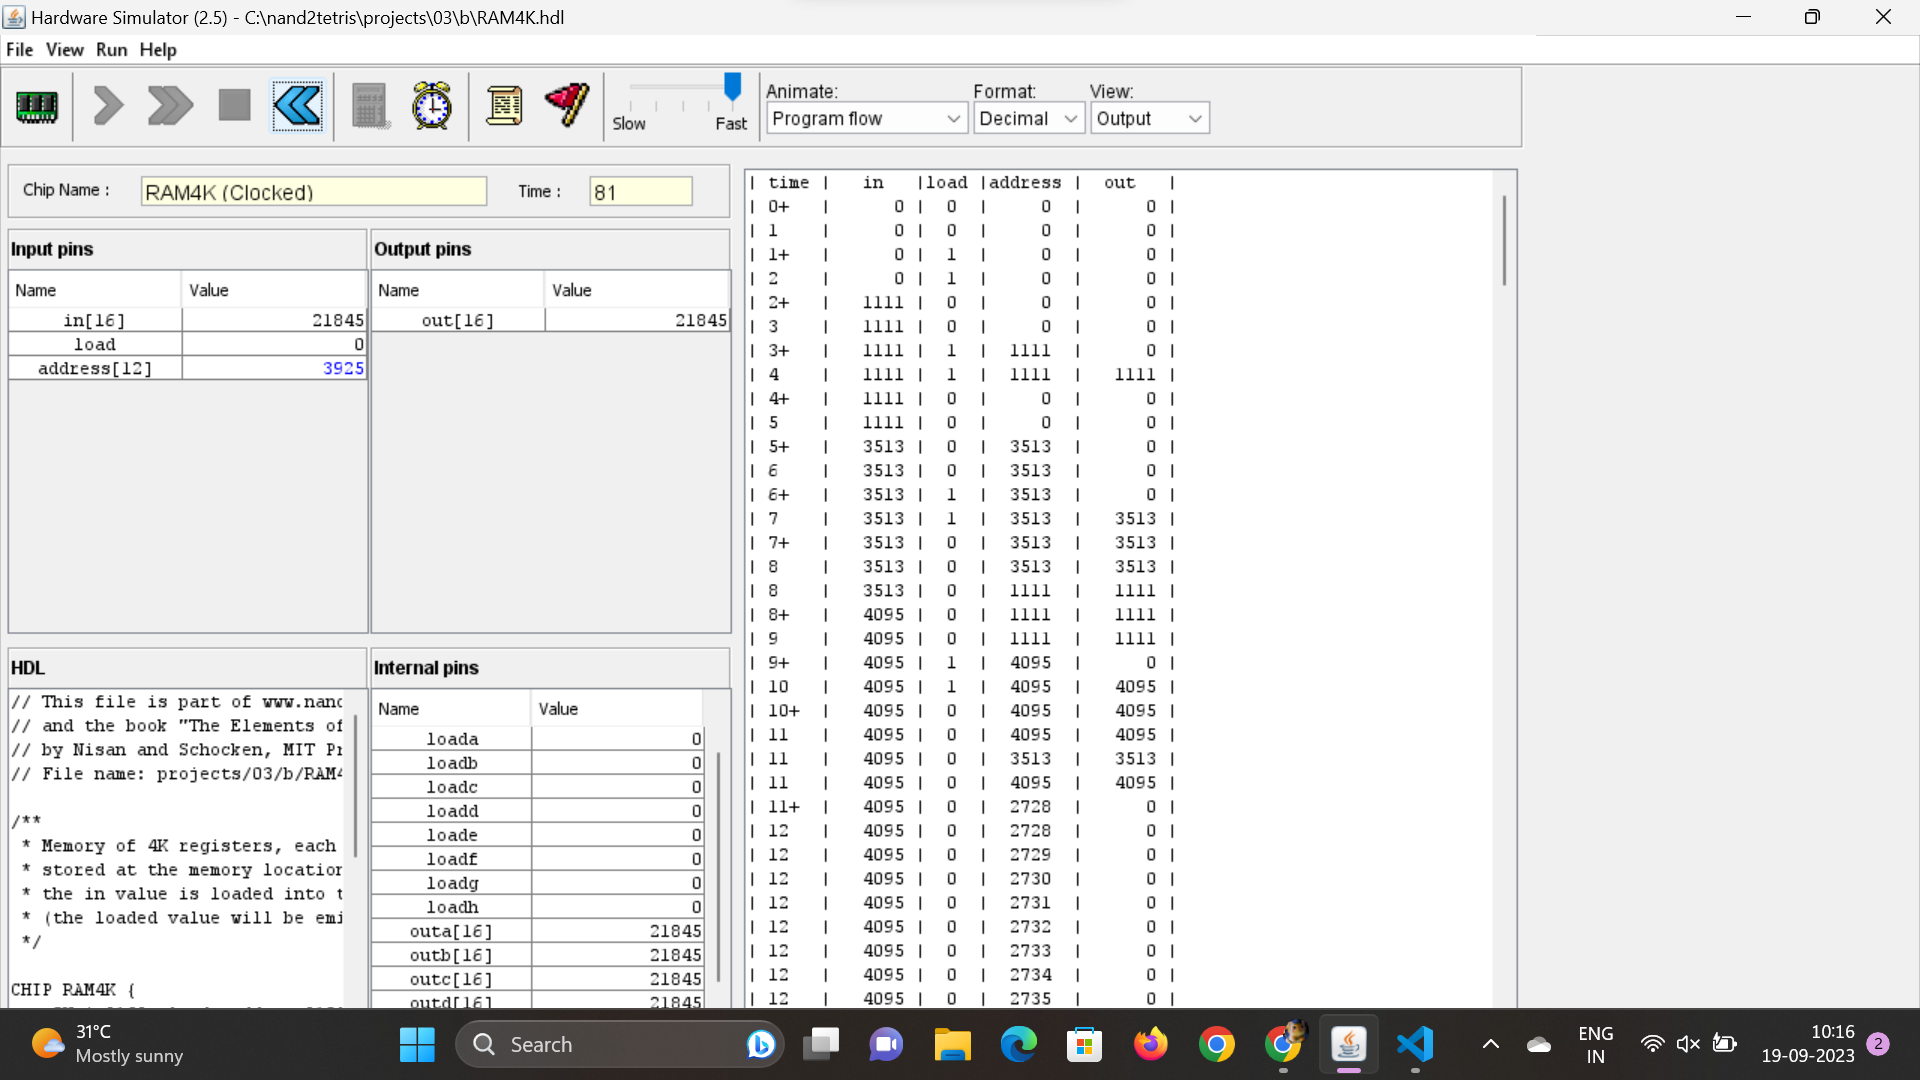 Hardware Simulator (2.5) - C:\nand2tetris\projects\03\b\RAM4K.hdl
File View Run Help
Slow Fast
Animate:
Program flow
Format:
Decimal
View:
Output
Chip Name : RAM4K (Clocked) Time : 81
Input pins
Name Value
in[16] 21845
load 0
address[12] 3925
Output pins
Name Value
out[16] 21845
HDL
// This file is part of www.nand
// and the book "The Elements of
// by Nisan and Schocken, MIT Pr
// File name: projects/03/b/RAM4
/**
* Memory of 4K registers, each
* stored at the memory location
* the in value is loaded into t
* (the loaded value will be emi
*/
CHIP RAM4K {
Internal pins
Name Value
loada 0
loadb 0
loadc 0
loadd 0
loade 0
loadf 0
loadg 0
loadh 0
outa[16] 21845
outb[16] 21845
outc[16] 21845
outd[16] 21845
| time | in |load |address | out |
| 0+ | 0 | 0 | 0 | 0 |
| 1 | 0 | 0 | 0 | 0 |
| 1+ | 0 | 1 | 0 | 0 |
| 2 | 0 | 1 | 0 | 0 |
| 2+ | 1111 | 0 | 0 | 0 |
| 3 | 1111 | 0 | 0 | 0 |
| 3+ | 1111 | 1 | 1111 | 0 |
| 4 | 1111 | 1 | 1111 | 1111 |
| 4+ | 1111 | 0 | 0 | 0 |
| 5 | 1111 | 0 | 0 | 0 |
| 5+ | 3513 | 0 | 3513 | 0 |
| 6 | 3513 | 0 | 3513 | 0 |
| 6+ | 3513 | 1 | 3513 | 0 |
| 7 | 3513 | 1 | 3513 | 3513 |
| 7+ | 3513 | 0 | 3513 | 3513 |
| 8 | 3513 | 0 | 3513 | 3513 |
| 8 | 3513 | 0 | 1111 | 1111 |
| 8+ | 4095 | 0 | 1111 | 1111 |
| 9 | 4095 | 0 | 1111 | 1111 |
| 9+ | 4095 | 1 | 4095 | 0 |
| 10 | 4095 | 1 | 4095 | 4095 |
| 10+ | 4095 | 0 | 4095 | 4095 |
| 11 | 4095 | 0 | 4095 | 4095 |
| 11 | 4095 | 0 | 3513 | 3513 |
| 11 | 4095 | 0 | 4095 | 4095 |
| 11+ | 4095 | 0 | 2728 | 0 |
| 12 | 4095 | 0 | 2728 | 0 |
| 12 | 4095 | 0 | 2729 | 0 |
| 12 | 4095 | 0 | 2730 | 0 |
| 12 | 4095 | 0 | 2731 | 0 |
| 12 | 4095 | 0 | 2732 | 0 |
| 12 | 4095 | 0 | 2733 | 0 |
| 12 | 4095 | 0 | 2734 | 0 |
| 12 | 4095 | 0 | 2735 | 0 |
31°C
Mostly sunny
Search
ENG
IN
10:16
19-09-2023
2